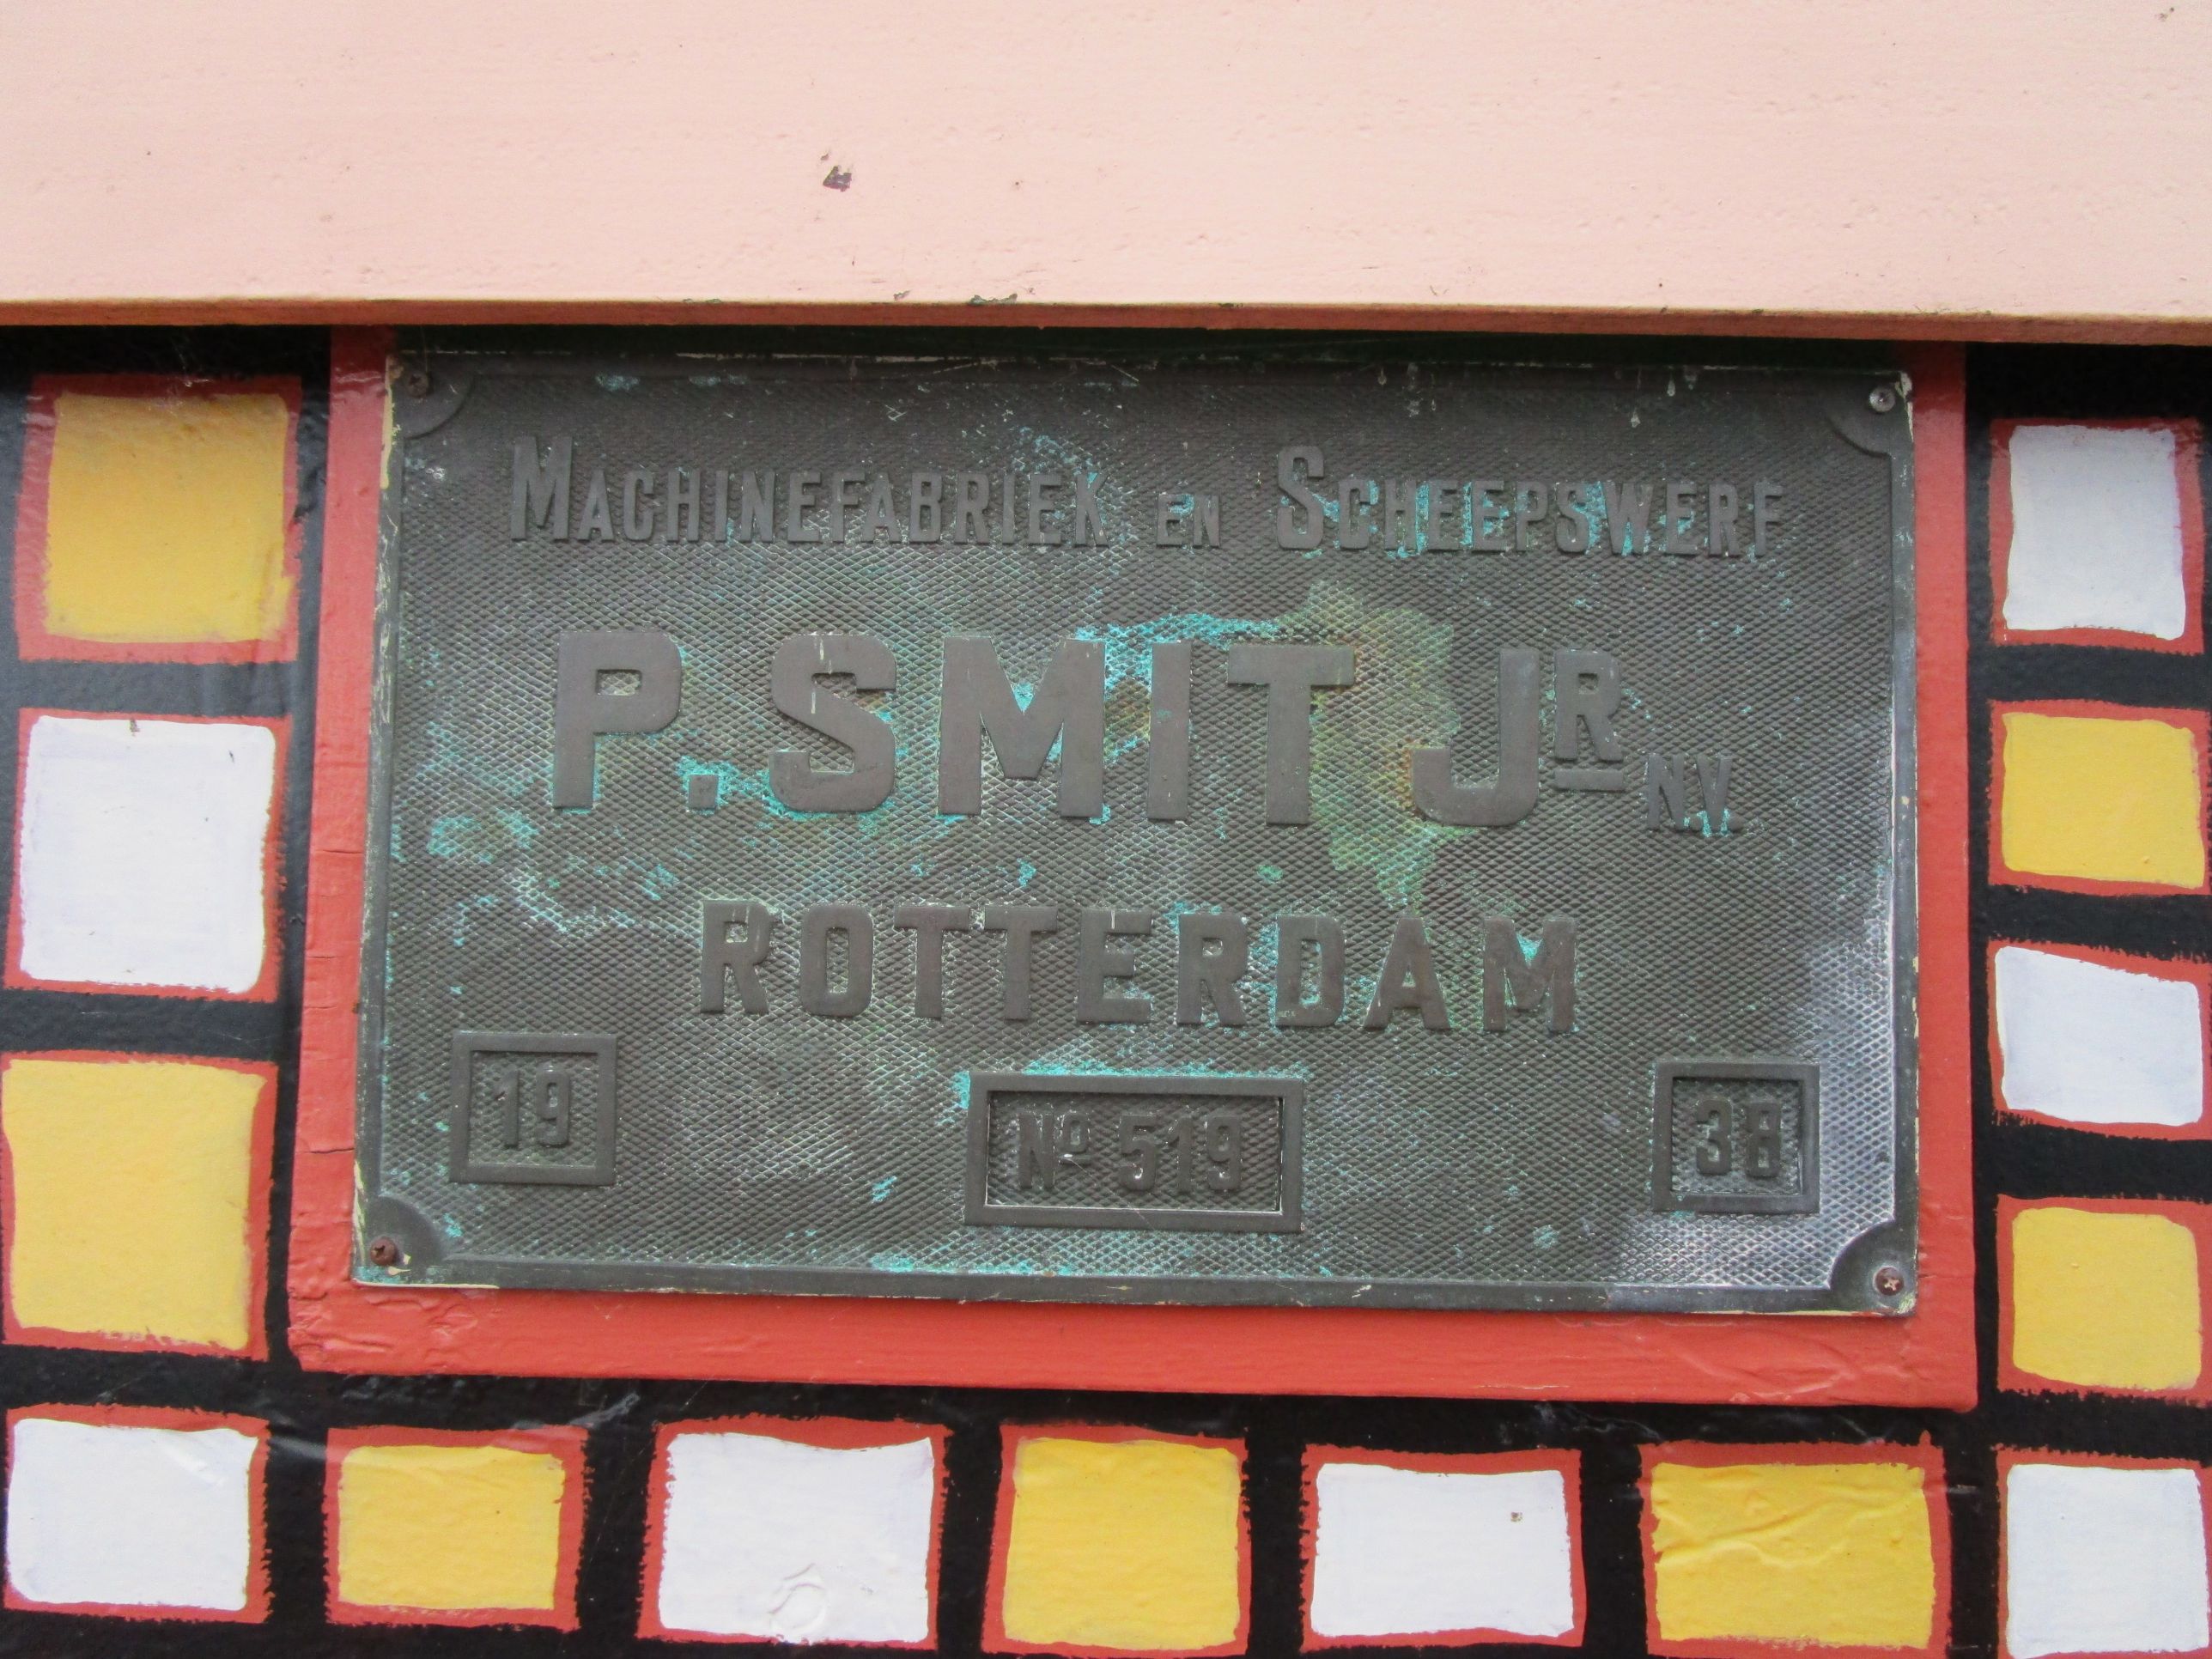 MACHINEFABRIEK EN SCHEEPSWERF
P. SMIT JR N.V.
ROTTERDAM
19 No 519 38